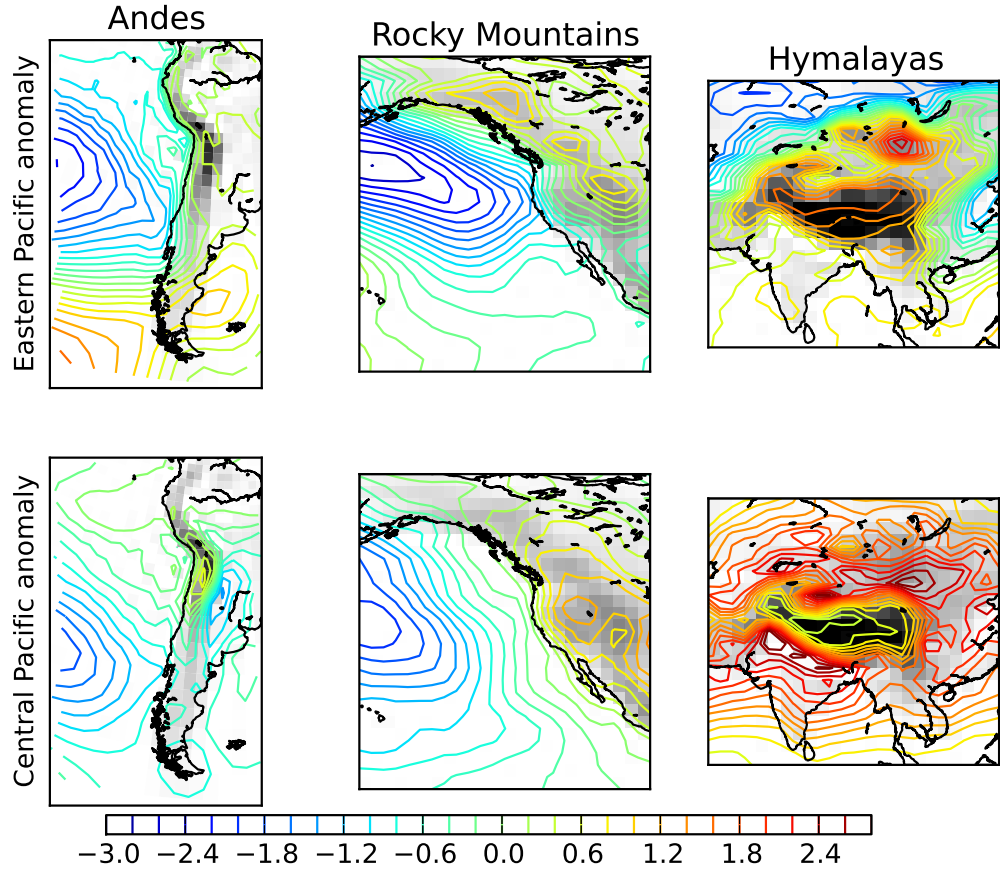 Andes
Rocky Mountains
Hymalayas
Eastern Pacific anomaly
Central Pacific anomaly
−3.0 −2.4 −1.8 −1.2 −0.6 0.0 0.6 1.2 1.8 2.4